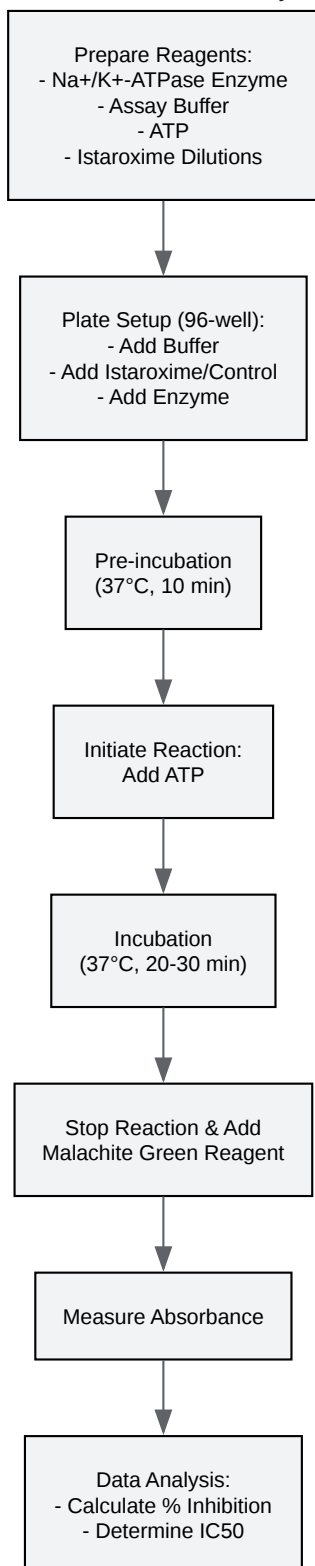 Prepare Reagents:
- Na+/K+-ATPase Enzyme
- Assay Buffer
- ATP
- Istaroxime Dilutions
Plate Setup (96-well):
- Add Buffer
- Add Istaroxime/Control
- Add Enzyme
Pre-incubation
(37°C, 10 min)
Initiate Reaction:
Add ATP
Incubation
(37°C, 20-30 min)
Stop Reaction & Add
Malachite Green Reagent
Measure Absorbance
Data Analysis:
- Calculate % Inhibition
- Determine IC50